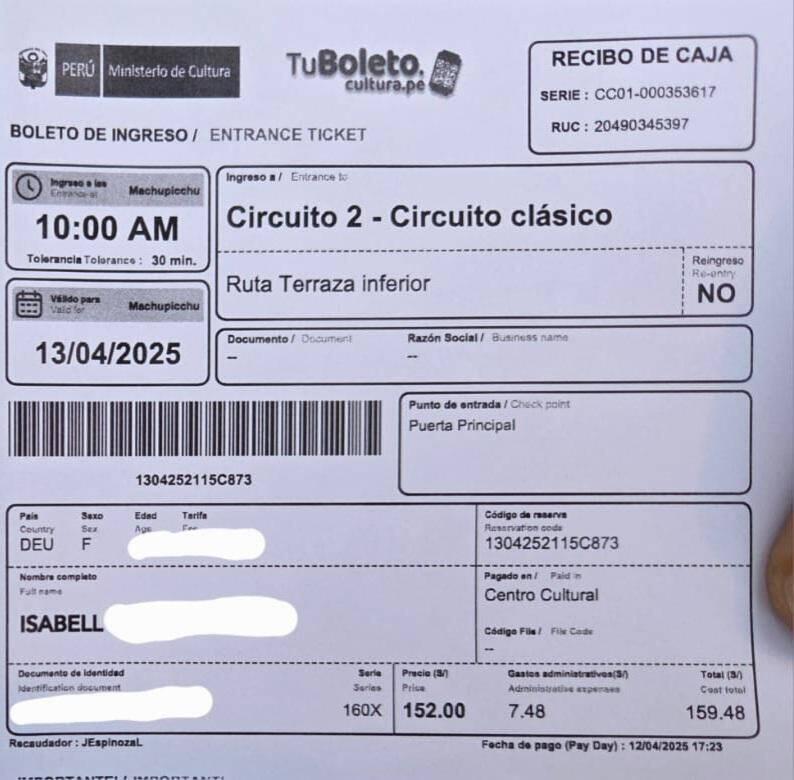 PERÚ Ministerio de Cultura
TuBoleto.
cultura.pe
RECIBO DE CAJA
SERIE : CC01-000353617
RUC : 20490345397
BOLETO DE INGRESO / ENTRANCE TICKET
Ingreso a las
Entrance at
Machupicchu
10:00 AM
Tolerancia Tolerance : 30 min.
Ingreso a / Entrance to
Circuito 2 - Circuito clásico
Ruta Terraza inferior
Reingreso
Re-entry
NO
Válido para
Valid for
Machupicchu
13/04/2025
Documento / Document
--
Razón Social / Business name
--
Punto de entrada / Check point
Puerta Principal
1304252115C873
País Sexo Edad Tarifa
Country Sex Age Fee
DEU F
Código de reserva
Reservation code
1304252115C873
Nombre completo
Full name
ISABELL
Pagado en / Paid in
Centro Cultural
Código File / File Code
--
Documento de identidad
Identification document
Serie
Series
160X
Precio (S/)
Price
152.00
Gastos administrativos(S/)
Administrative expenses
7.48
Total (S/)
Cost total
159.48
Recaudador : JEspinozaL
Fecha de pago (Pay Day) : 12/04/2025 17:23